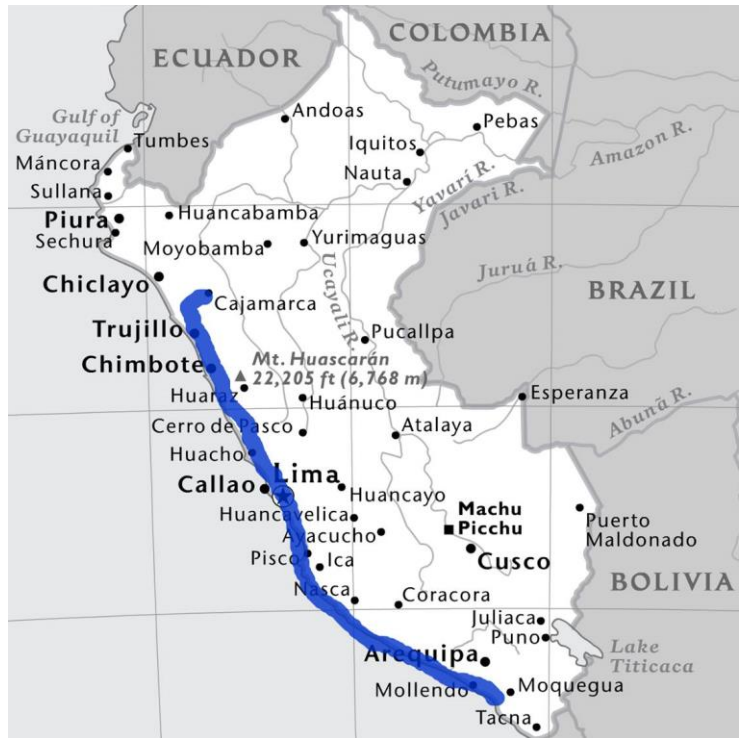 COLOMBIA
ECUADOR
Putumayo R.
Gulf of
Guayaquil
Andoas
Pebas
Tumbes
Iquitos
Amazon R.
Máncora
Nauta
Yavarí R.
Javari R.
Sullana
Piura
Huancabamba
Sechura
Moyobamba
Yurimaguas
Ucayali R.
Juruá R.
Chiclayo
BRAZIL
Cajamarca
Trujillo
Pucallpa
Chimbote
Mt. Huascarán
22,205 ft (6,768 m)
Huaraz
Huánuco
Esperanza
Abunã R.
Cerro de Pasco
Atalaya
Huacho
Lima
Callao
Huancayo
Machu
Picchu
Huancavelica
Puerto
Maldonado
Ayacucho
Pisco
Ica
Cusco
BOLIVIA
Nasca
Coracora
Juliaca
Puno
Lake
Titicaca
Arequipa
Mollendo
Moquegua
Tacna